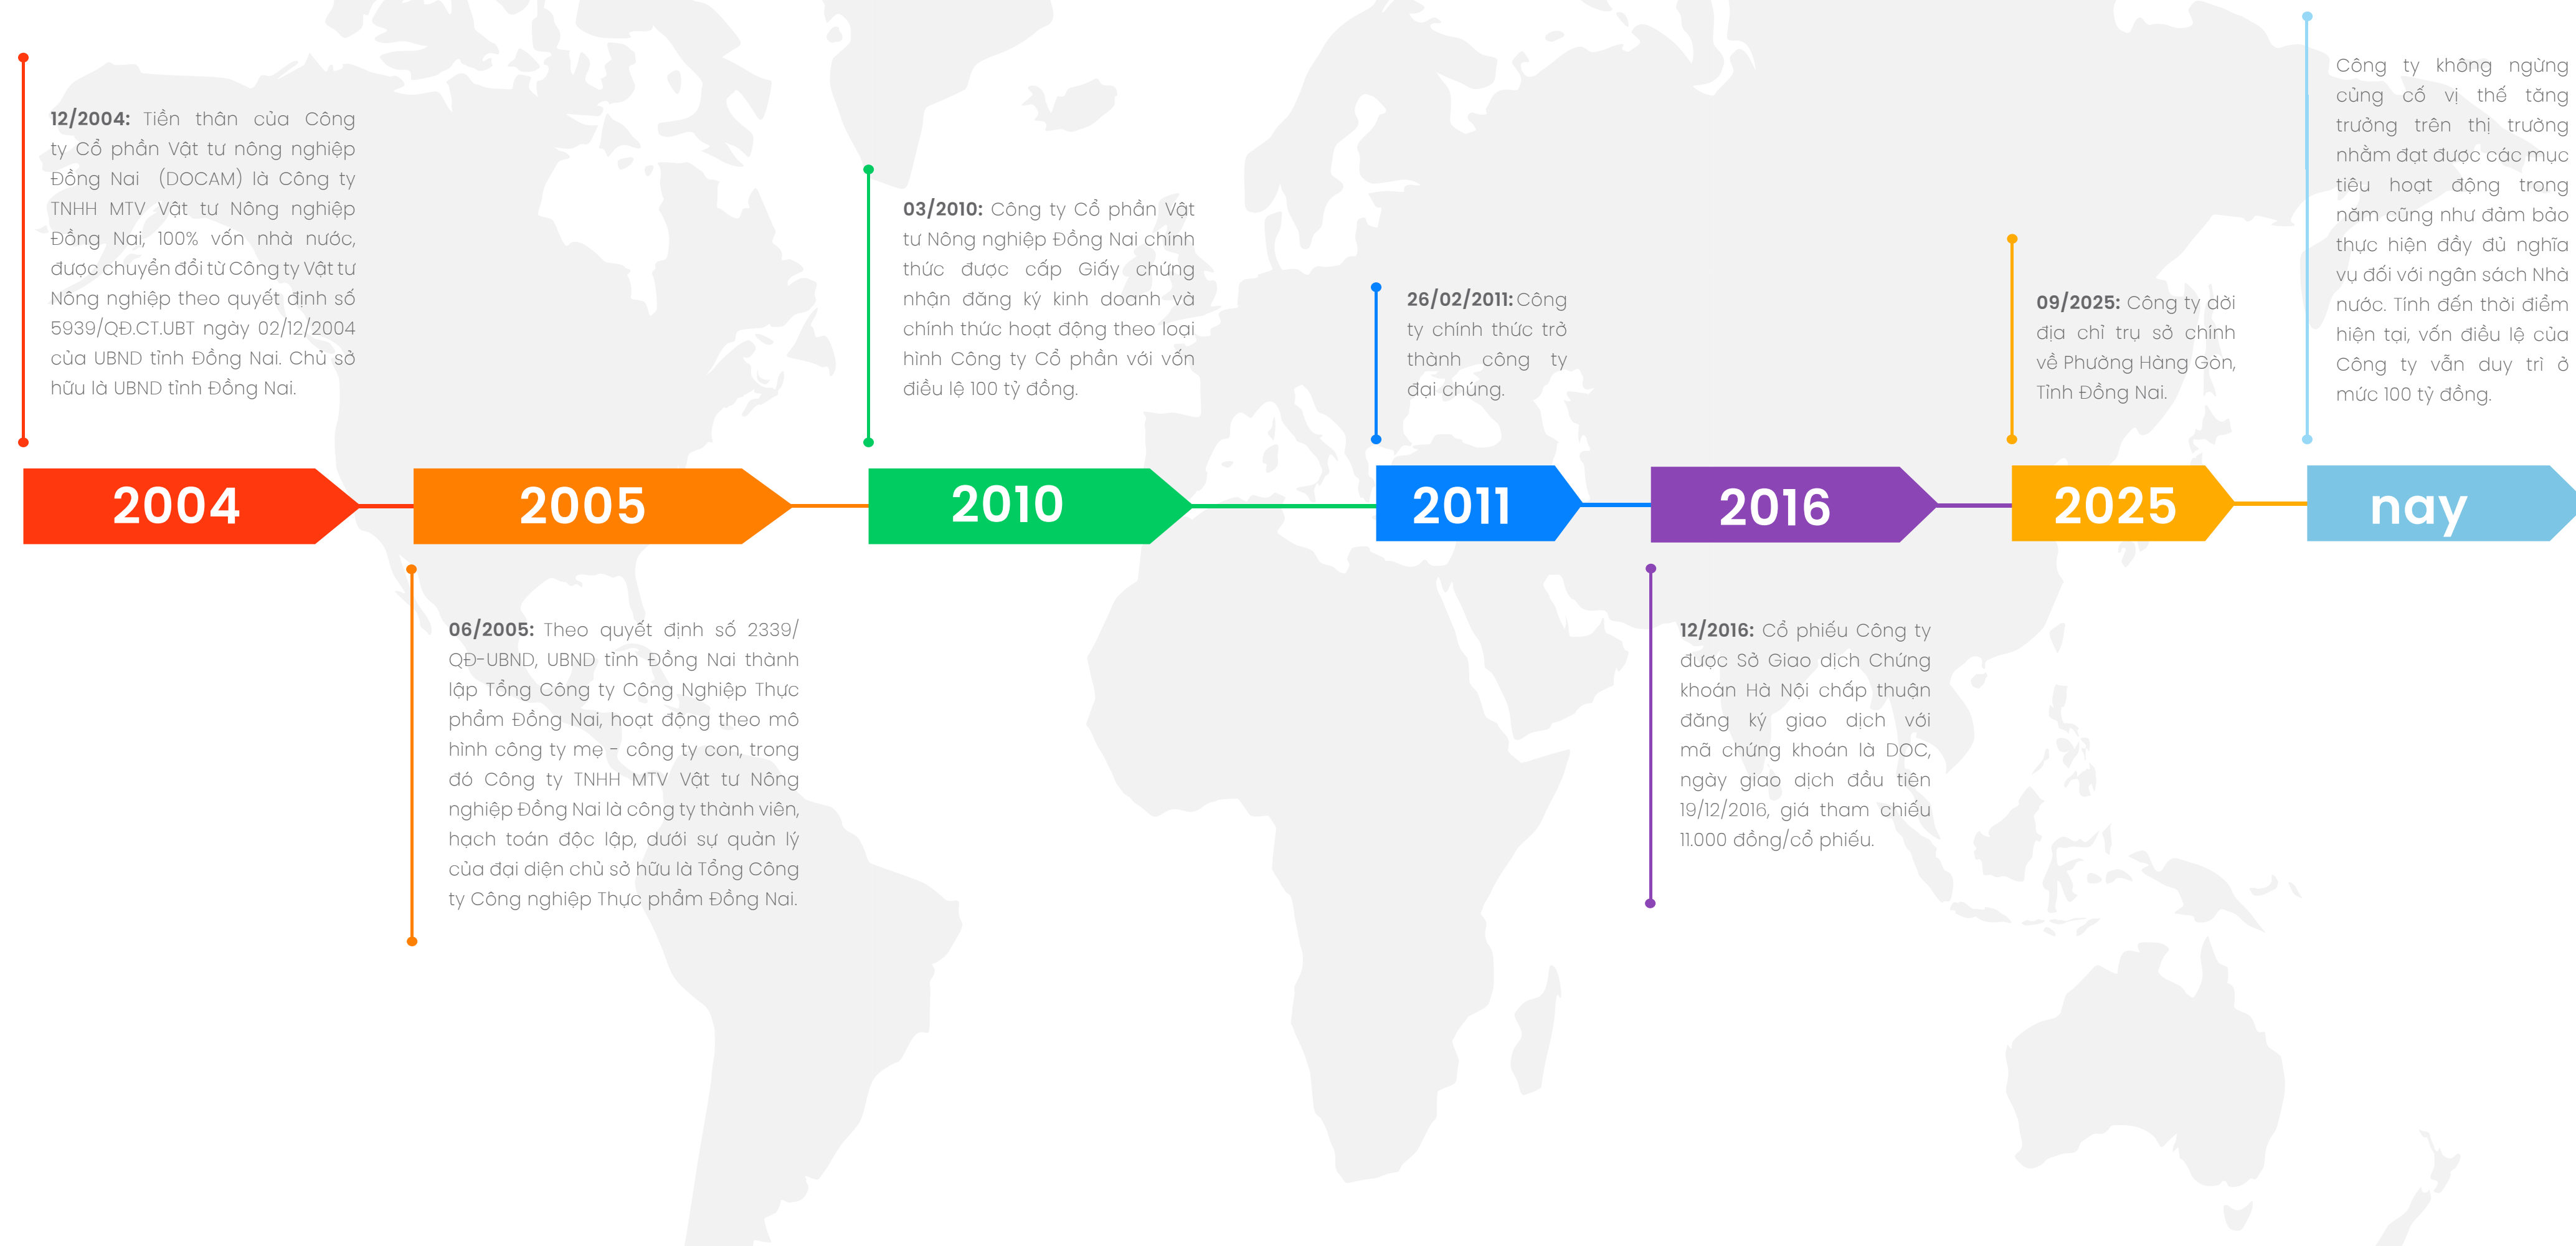 12/2004: Tiền thân của Công
ty Cổ phần Vật tư nông nghiệp
Đồng Nai (DOCAM) là Công ty
TNHH MTV Vật tư Nông nghiệp
Đồng Nai, 100% vốn nhà nước,
được chuyển đổi từ Công ty Vật tư
Nông nghiệp theo quyết định số
5939/QĐ.CT.UBT ngày 02/12/2004
của UBND tỉnh Đồng Nai. Chủ sở
hữu là UBND tỉnh Đồng Nai.
2004
2005
06/2005: Theo quyết định số 2339/
QĐ-UBND, UBND tỉnh Đồng Nai thành
lập Tổng Công ty Công Nghiệp Thực
phẩm Đồng Nai, hoạt động theo mô
hình công ty mẹ - công ty con, trong
đó Công ty TNHH MTV Vật tư Nông
nghiệp Đồng Nai là công ty thành viên,
hạch toán độc lập, dưới sự quản lý
của đại diện chủ sở hữu là Tổng Công
ty Công nghiệp Thực phẩm Đồng Nai.
03/2010: Công ty Cổ phần Vật
tư Nông nghiệp Đồng Nai chính
thức được cấp Giấy chứng
nhận đăng ký kinh doanh và
chính thức hoạt động theo loại
hình Công ty Cổ phần với vốn
điều lệ 100 tỷ đồng.
2010
26/02/2011: Công
ty chính thức trở
thành công ty
đại chúng.
2011
2016
12/2016: Cổ phiếu Công ty
được Sở Giao dịch Chứng
khoán Hà Nội chấp thuận
đăng ký giao dịch với
mã chứng khoán là DOC,
ngày giao dịch đầu tiên
19/12/2016, giá tham chiếu
11.000 đồng/cổ phiếu.
09/2025: Công ty dời
địa chỉ trụ sở chính
về Phường Hàng Gòn,
Tỉnh Đồng Nai.
2025
Công ty không ngừng
củng cố vị thế tăng
trưởng trên thị trường
nhằm đạt được các mục
tiêu hoạt động trong
năm cũng như đảm bảo
thực hiện đầy đủ nghĩa
vụ đối với ngân sách Nhà
nước. Tính đến thời điểm
hiện tại, vốn điều lệ của
Công ty vẫn duy trì ở
mức 100 tỷ đồng.
nay